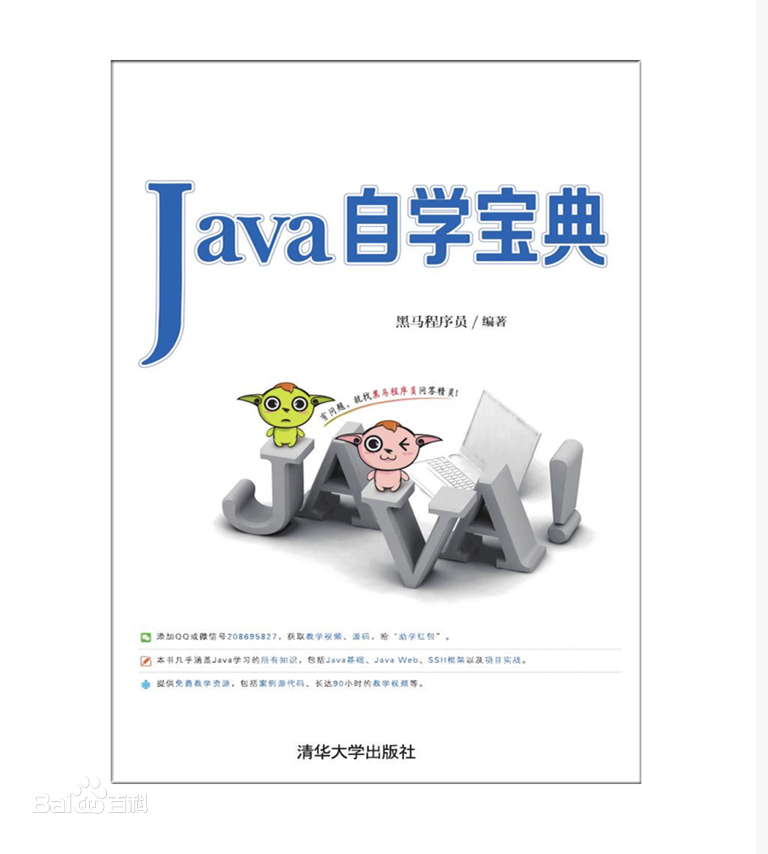 Java自学宝典
黑马程序员 / 编著
有问题，就找黑马程序员问答精灵!
JAVA!
添加QQ或微信号208695827，获取教学视频、源码，抢“助学红包”。
本书几乎涵盖Java学习的所有知识，包括Java基础、Java Web、SSH框架以及项目实战。
提供免费教学资源，包括案例源代码、长达90小时的教学视频等。
清华大学出版社
Baidu百科